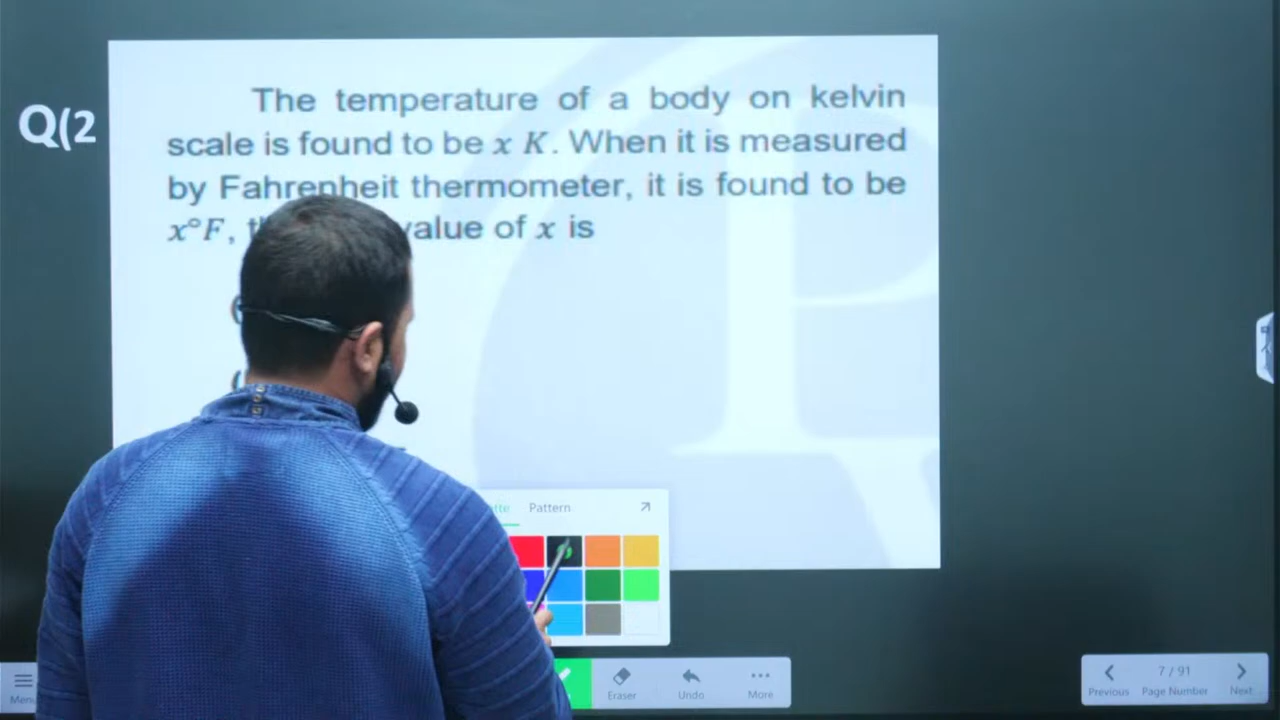 Q(2
The temperature of a body on kelvin
scale is found to be x K. When it is measured
by Fahrenheit thermometer, it is found to be
x°F, value of x is
Pattern
Eraser
Undo
More
7 / 91
Previous
Page Number
Next